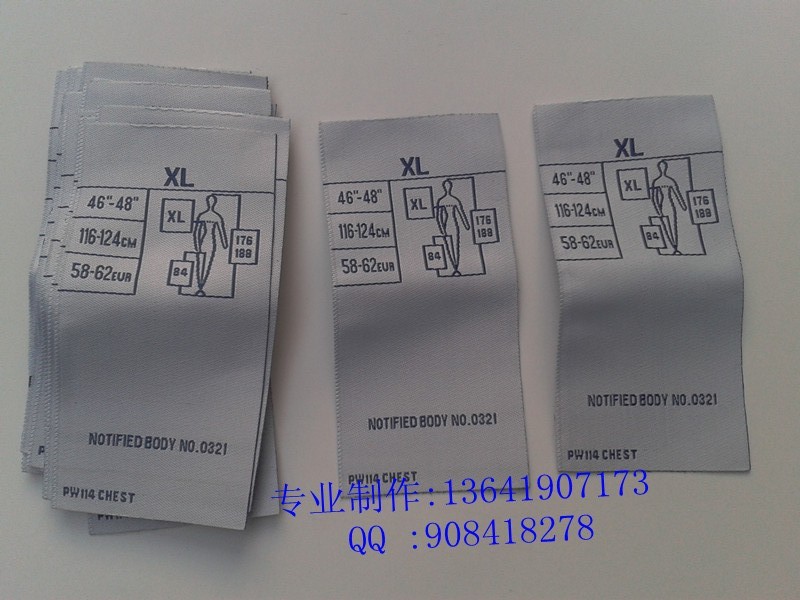 XL
46"-48"
116-124CM
58-62EUR
XL
176
188
84
NOTIFIED BODY NO.0321
PW114 CHEST
XL
46"-48"
116-124CM
58-62EUR
XL
176
188
84
NOTIFIED BODY NO.0321
PW114 CHEST
XL
46"-48"
116-124CM
58-62EUR
XL
176
188
84
NOTIFIED BODY NO.0321
PW114 CHEST
专业制作:13641907173
QQ :908418278